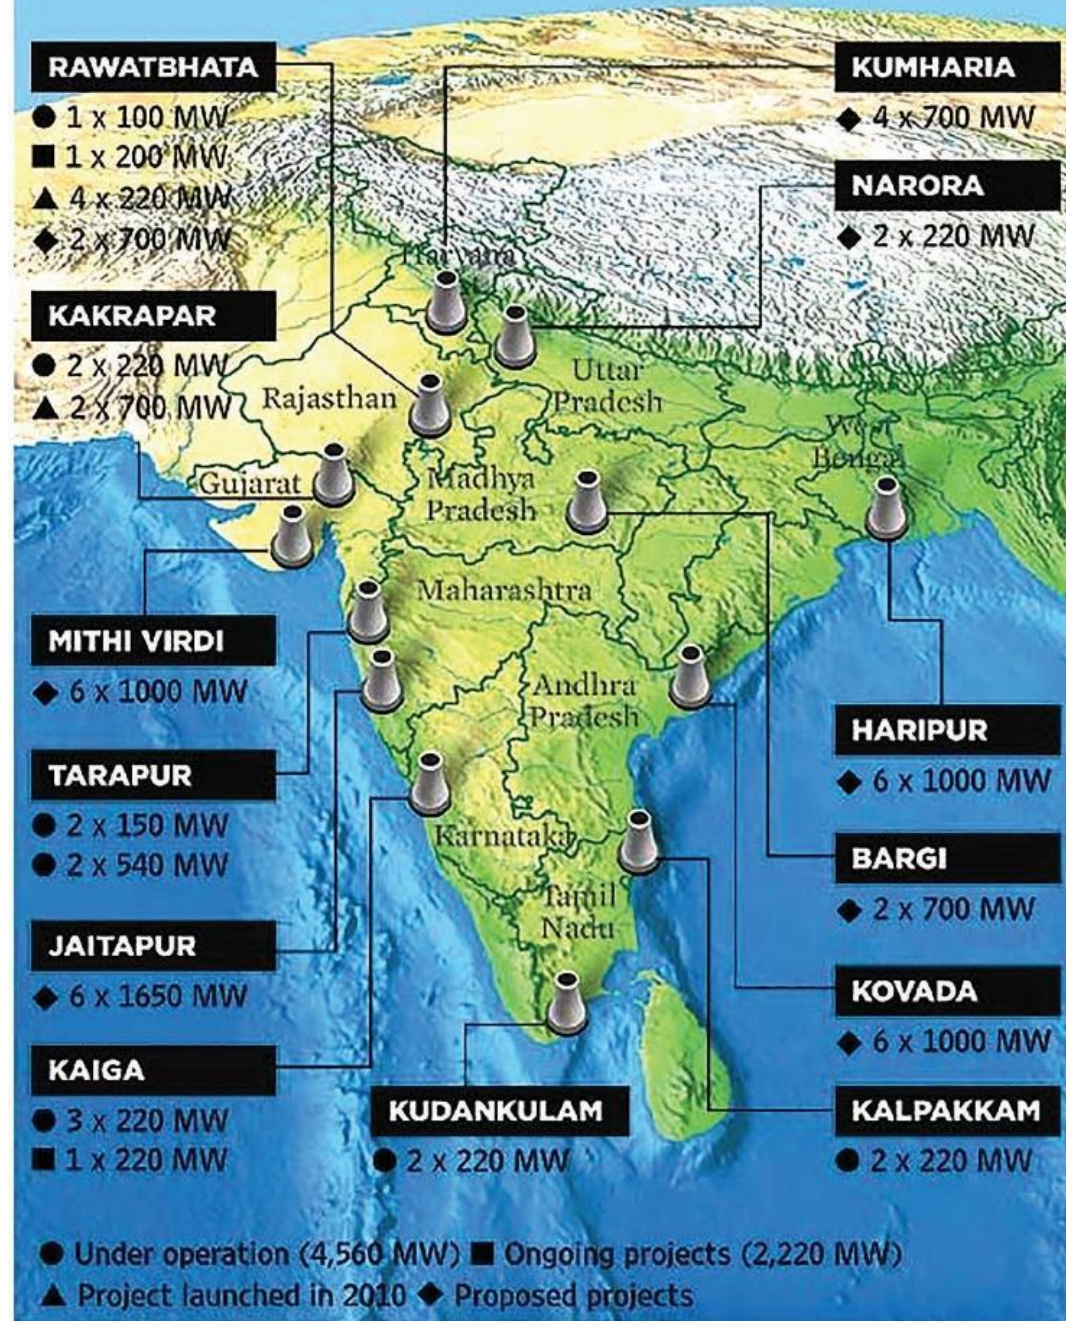 RAWATBHATA
● 1 x 100 MW
■ 1 x 200 MW
▲ 4 x 220 MW
◆ 2 x 700 MW
KAKRAPAR
● 2 x 220 MW
▲ 2 x 700 MW
MITHI VIRDI
◆ 6 x 1000 MW
TARAPUR
● 2 x 150 MW
● 2 x 540 MW
JAITAPUR
◆ 6 x 1650 MW
KAIGA
● 3 x 220 MW
■ 1 x 220 MW
KUDANKULAM
● 2 x 220 MW
KUMHARIA
◆ 4 x 700 MW
NARORA
◆ 2 x 220 MW
HARIPUR
◆ 6 x 1000 MW
BARGI
◆ 2 x 700 MW
KOVADA
◆ 6 x 1000 MW
KALPAKKAM
● 2 x 220 MW
Haryana
Uttar
Pradesh
Rajasthan
West
Bengal
Gujarat
Madhya
Pradesh
Maharashtra
Andhra
Pradesh
Karnataka
Tamil
Nadu
● Under operation (4,560 MW) ■ Ongoing projects (2,220 MW)
▲ Project launched in 2010 ◆ Proposed projects